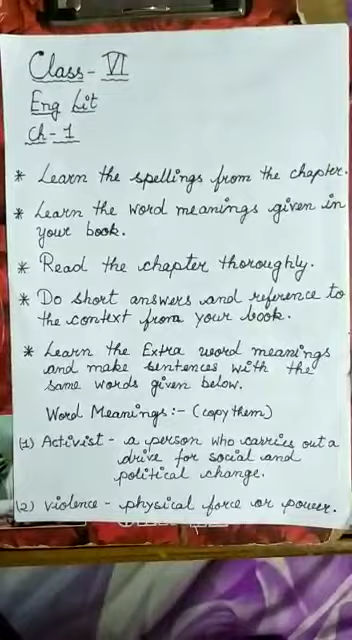 Class - VI
Eng Lit
Ch - 1
* Learn the spellings from the chapter.
* Learn the word meanings given in
your book.
* Read the chapter thoroughly.
* Do short answers and reference to
the context from your book.
* Learn the Extra word meanings
and make sentences with the
same words given below.
Word Meanings :- (copy them)
(1) Activist - a person who carries out a
drive for social and
political change.
(2) Violence - physical force or power.